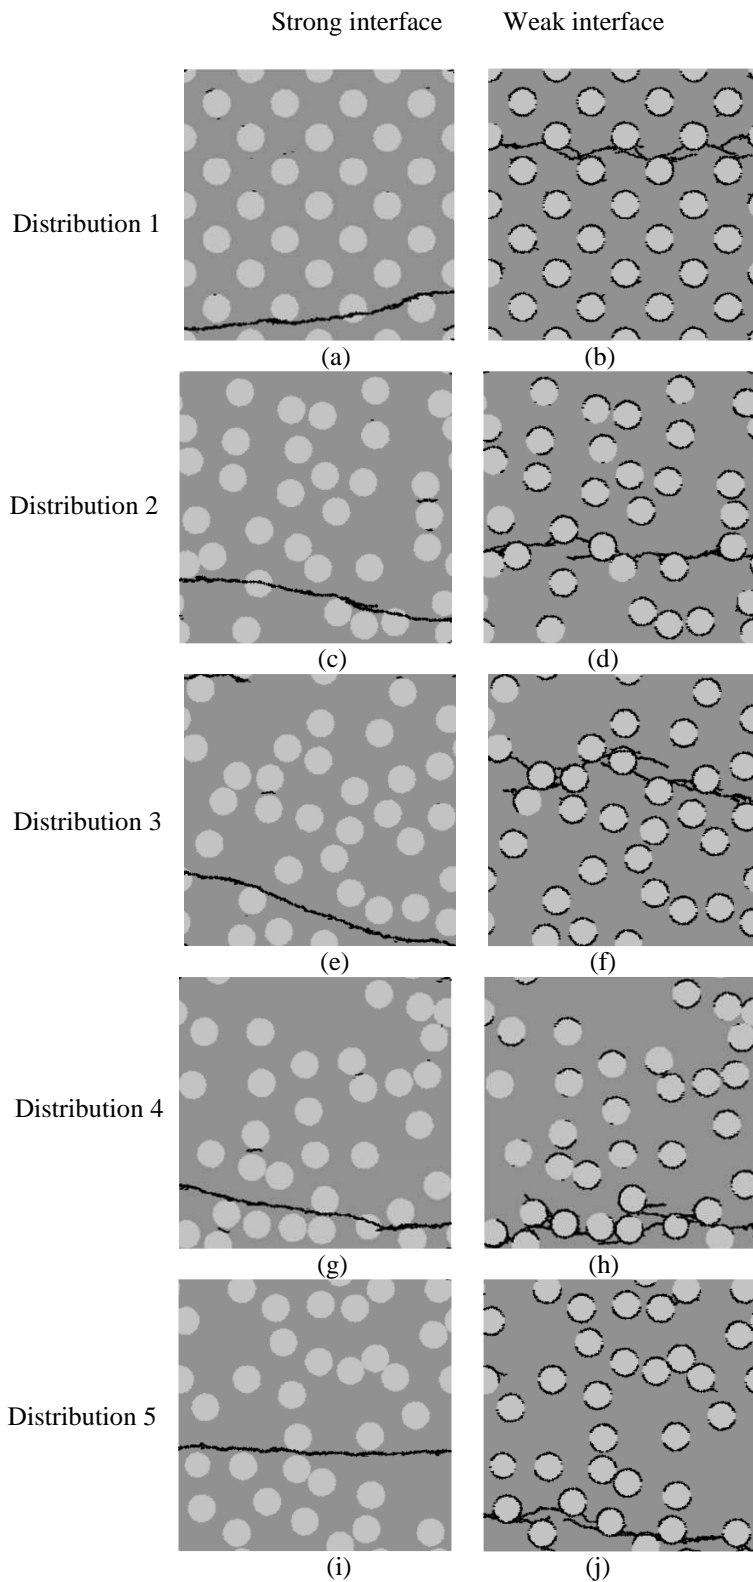 Strong interface Weak interface
Distribution 1
(a) (b)
Distribution 2
(c) (d)
Distribution 3
(e) (f)
Distribution 4
(g) (h)
Distribution 5
(i) (j)